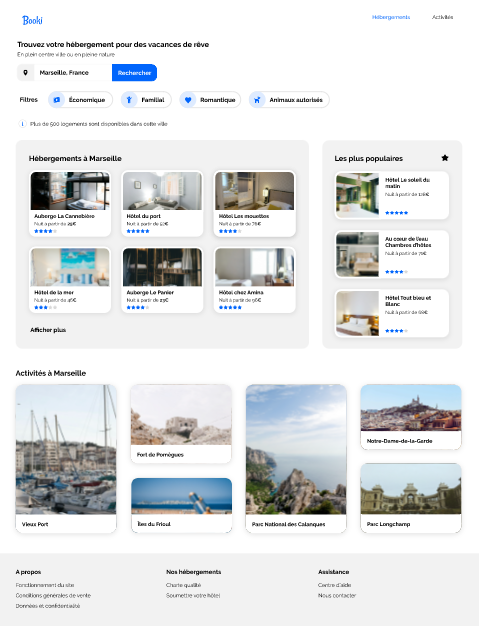 Booki
Hébergements
Activités
Trouvez votre hébergement pour des vacances de rêve
En plein centre ville ou en pleine nature
Marseille, France
Rechercher
Filtres
Économique
Familial
Romantique
Animaux autorisés
Plus de 500 logements sont disponibles dans cette ville
Hébergements à Marseille
Auberge La Cannebière
Nuit à partir de 25€
Hôtel du port
Nuit à partir de
Hôtel Les mouettes
Nuit à partir de 76€
Hôtel de la mer
Nuit à partir de 46€
Auberge Le Panier
Nuit à partir de
Hôtel chez Amina
Nuit à partir de 96€
Afficher plus
Les plus populaires
Hôtel Le soleil du
matin
Nuit à partir de 128€
Au cœur de l'eau
Chambres d'hôtes
Nuit à partir de 71€
Hôtel Tout bleu et
Blanc
Nuit à partir de 68€
Activités à Marseille
Vieux Port
Fort de Pomègues
Îles du Frioul
Parc National des Calanques
Notre-Dame-de-la-Garde
Parc Longchamp
A propos
Fonctionnement du site
Conditions générales de vente
Données et confidentialité
Nos hébergements
Charte qualité
Soumettre votre hôtel
Assistance
Centre d'aide
Nous contacter